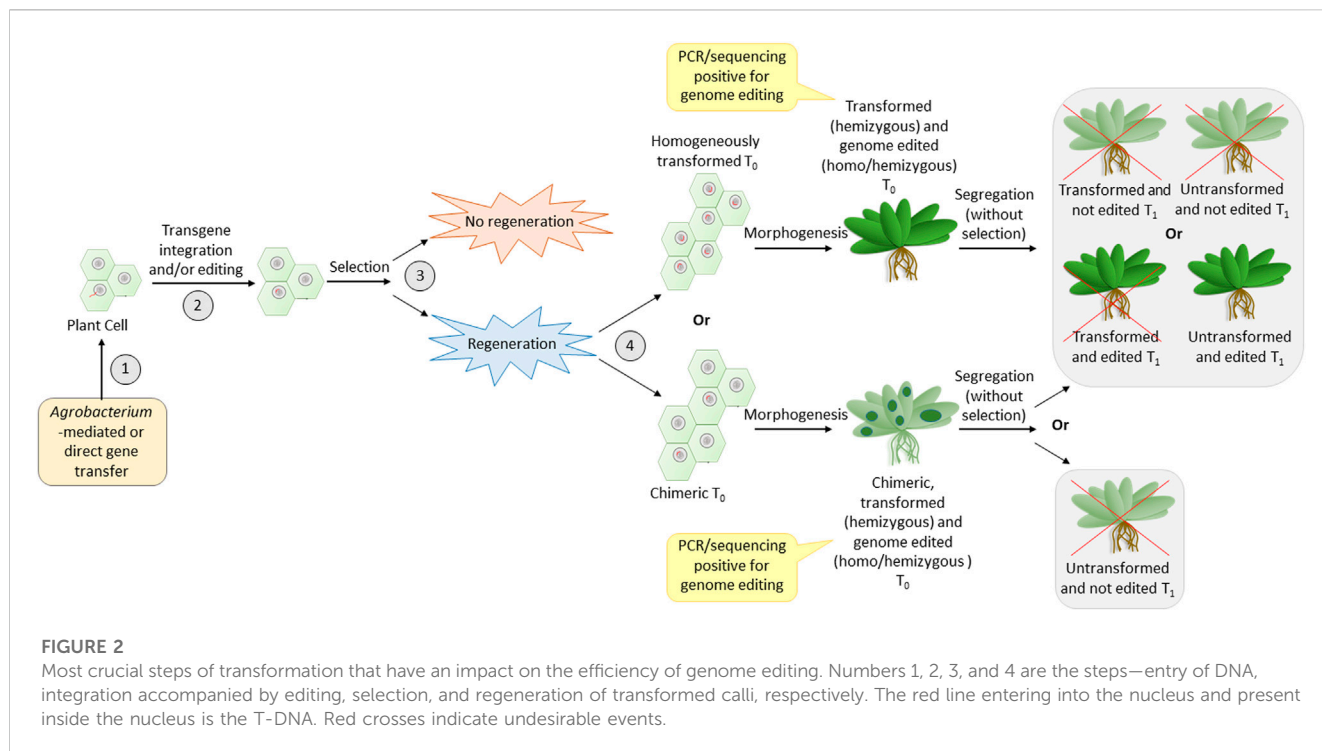 PCR/sequencing
positive for
genome editing
Transformed
(hemizygous) and
genome edited
(homo/hemizygous)
T₀
Homogeneously
transformed T₀
Transgene
integration
and/or editing
2
Plant Cell
1
Agrobacterium
-mediated or
direct gene
transfer
Selection
3
No regeneration
Regeneration
4
Or
Morphogenesis
Segregation
(without
selection)
Transformed and
not edited T₁
Untransformed
and not edited T₁
Or
Transformed
and edited T₁
Untransformed
and edited T₁
Chimeric T₀
Morphogenesis
PCR/sequencing
positive for
genome editing
Chimeric,
transformed
(hemizygous) and
genome edited
(homo/hemizygous )
T₀
Segregation
(without
selection)
Or
Untransformed
and not edited T₁
FIGURE 2
Most crucial steps of transformation that have an impact on the efficiency of genome editing. Numbers 1, 2, 3, and 4 are the steps—entry of DNA,
integration accompanied by editing, selection, and regeneration of transformed calli, respectively. The red line entering into the nucleus and present
inside the nucleus is the T-DNA. Red crosses indicate undesirable events.